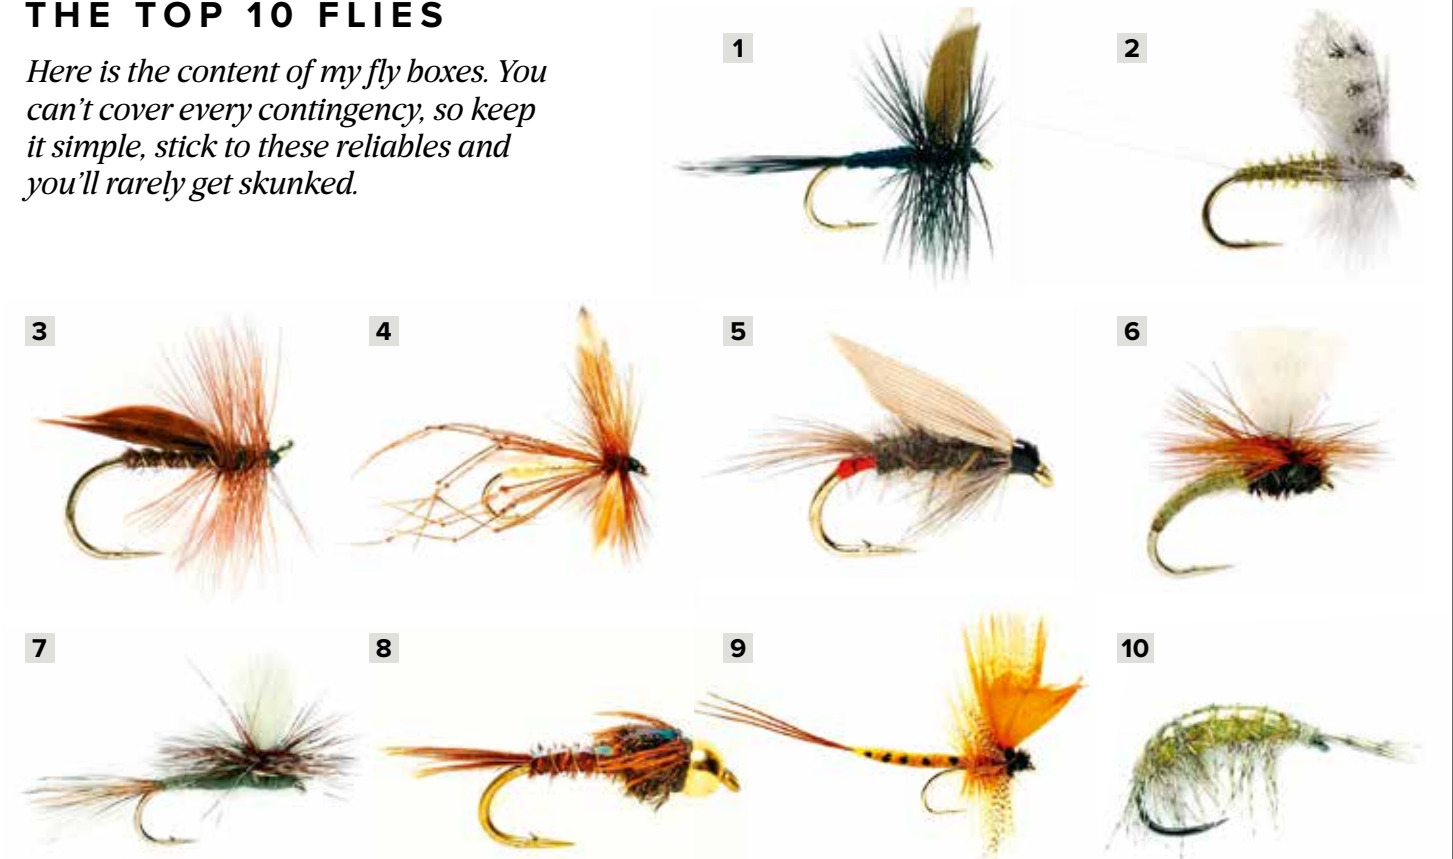 THE TOP 10 FLIES
Here is the content of my fly boxes. You
can't cover every contingency, so keep
it simple, stick to these reliables and
you'll rarely get skunked.
1
2
3
4
5
6
7
8
9
10